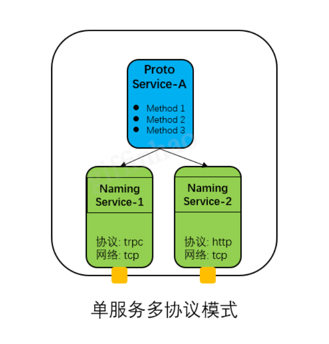 Proto
Service-A
Method 1
Method 2
Method 3
Naming
Service-1
协议: trpc
网络: tcp
Naming
Service-2
协议: http
网络: tcp
单服务多协议模式